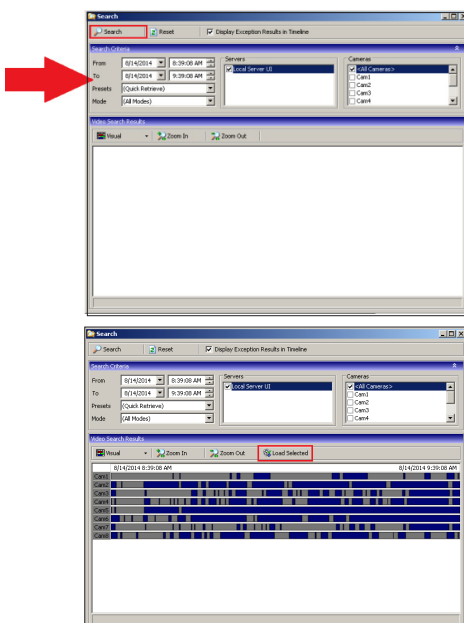 Search
Search Reset Display Exception Results in Timeline
Search Criteria
From 8/14/2014 8:39:08 AM Servers Cameras
To 8/14/2014 9:39:08 AM Local Server UI <All Cameras>
Presets (Quick Retrieve) Cam1
Mode (All Modes) Cam2
Cam3
Cam4
Video Search Results
Visual Zoom In Zoom Out
Search
Search Reset Display Exception Results in Timeline
Search Criteria
From 8/14/2014 8:39:08 AM Servers Cameras
To 8/14/2014 9:39:08 AM Local Server UI <All Cameras>
Presets (Quick Retrieve) Cam1
Mode (All Modes) Cam2
Cam3
Cam4
Video Search Results
Visual Zoom In Zoom Out Load Selected
8/14/2014 8:39:08 AM 8/14/2014 9:39:08 AM
Cam1
Cam2
Cam3
Cam4
Cam5
Cam6
Cam7
Cam8